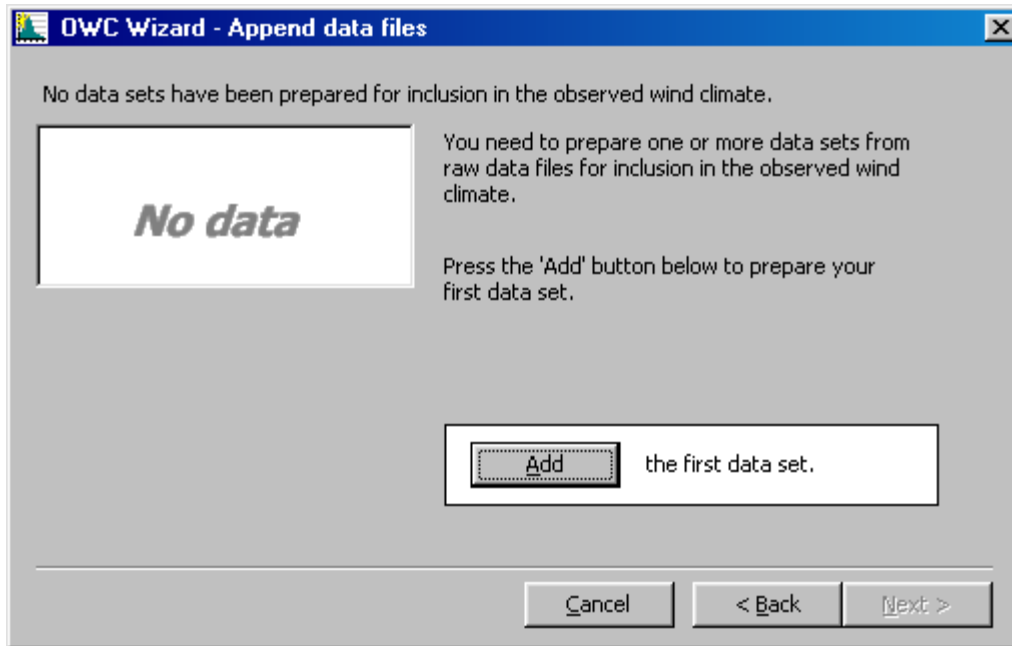 OWC Wizard - Append data files
No data sets have been prepared for inclusion in the observed wind climate.
No data
You need to prepare one or more data sets from
raw data files for inclusion in the observed wind
climate.
Press the 'Add' button below to prepare your
first data set.
Add the first data set.
Cancel < Back Next >